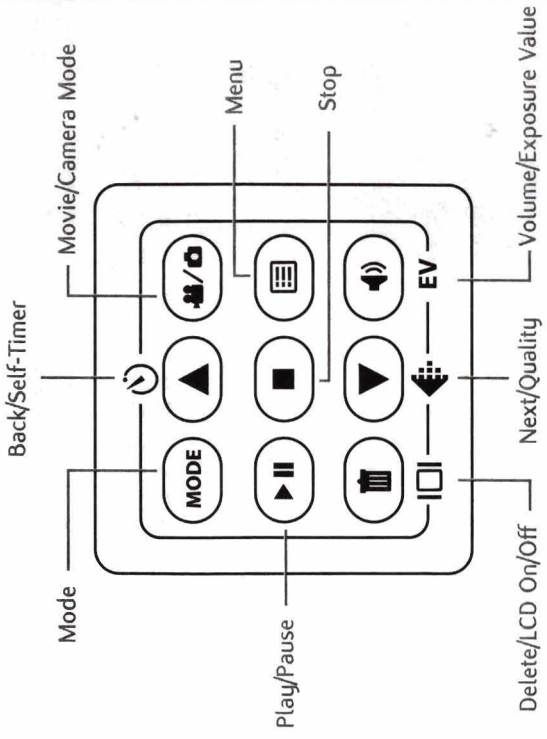 Back/Self-Timer
Mode
Movie/Camera Mode
MODE
Menu
Play/Pause
Stop
EV
Delete/LCD On/Off
Next/Quality
Volume/Exposure Value